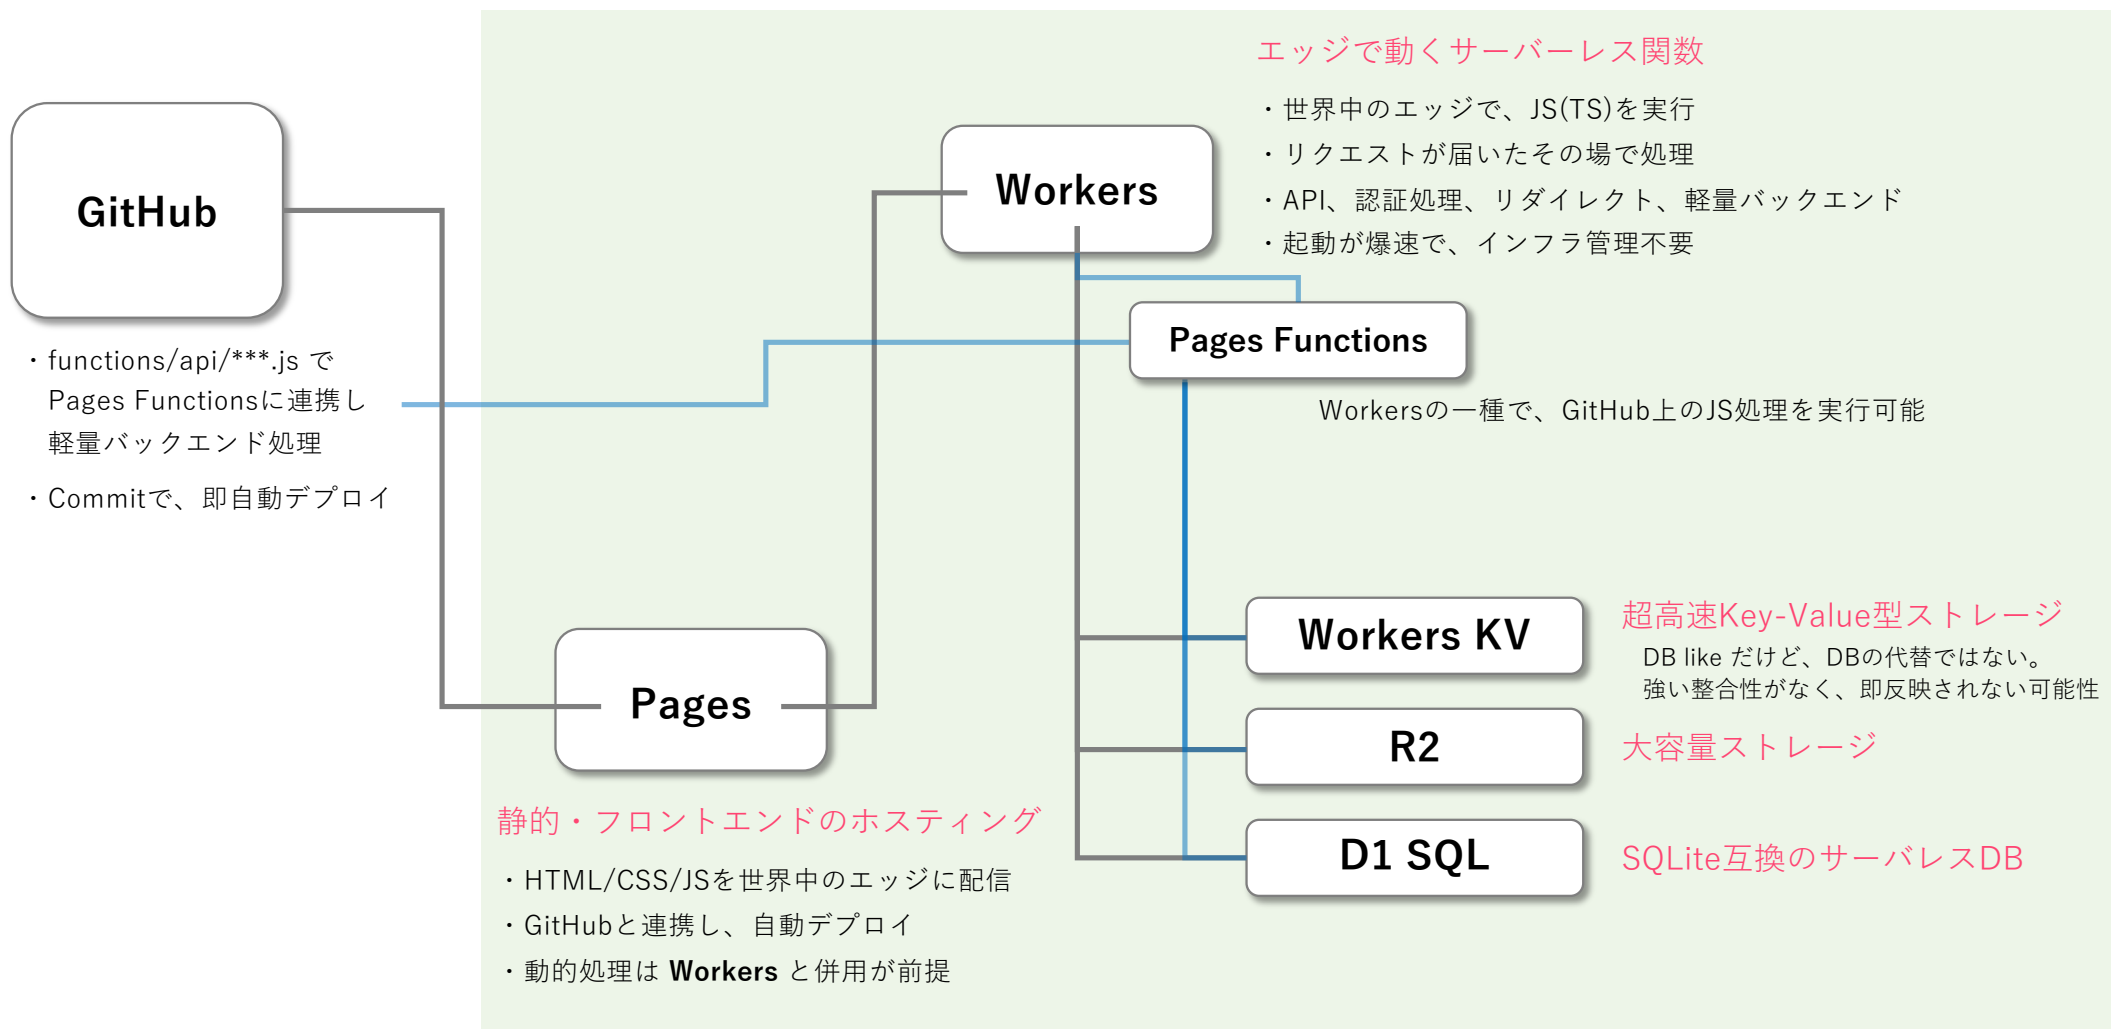 GitHub
・functions/api/***.js で
Pages Functionsに連携し
軽量バックエンド処理
・Commitで、即自動デプロイ
Pages
静的・フロントエンドのホスティング
・HTML/CSS/JSを世界中のエッジに配信
・GitHubと連携し、自動デプロイ
・動的処理は Workers と併用が前提
Workers
エッジで動くサーバーレス関数
・世界中のエッジで、JS(TS)を実行
・リクエストが届いたその場で処理
・API、認証処理、リダイレクト、軽量バックエンド
・起動が爆速で、インフラ管理不要
Pages Functions
Workersの一種で、GitHub上のJS処理を実行可能
Workers KV
超高速Key-Value型ストレージ
DB like だけど、DBの代替ではない。
強い整合性がなく、即反映されない可能性
R2
大容量ストレージ
D1 SQL
SQLite互換のサーバレスDB